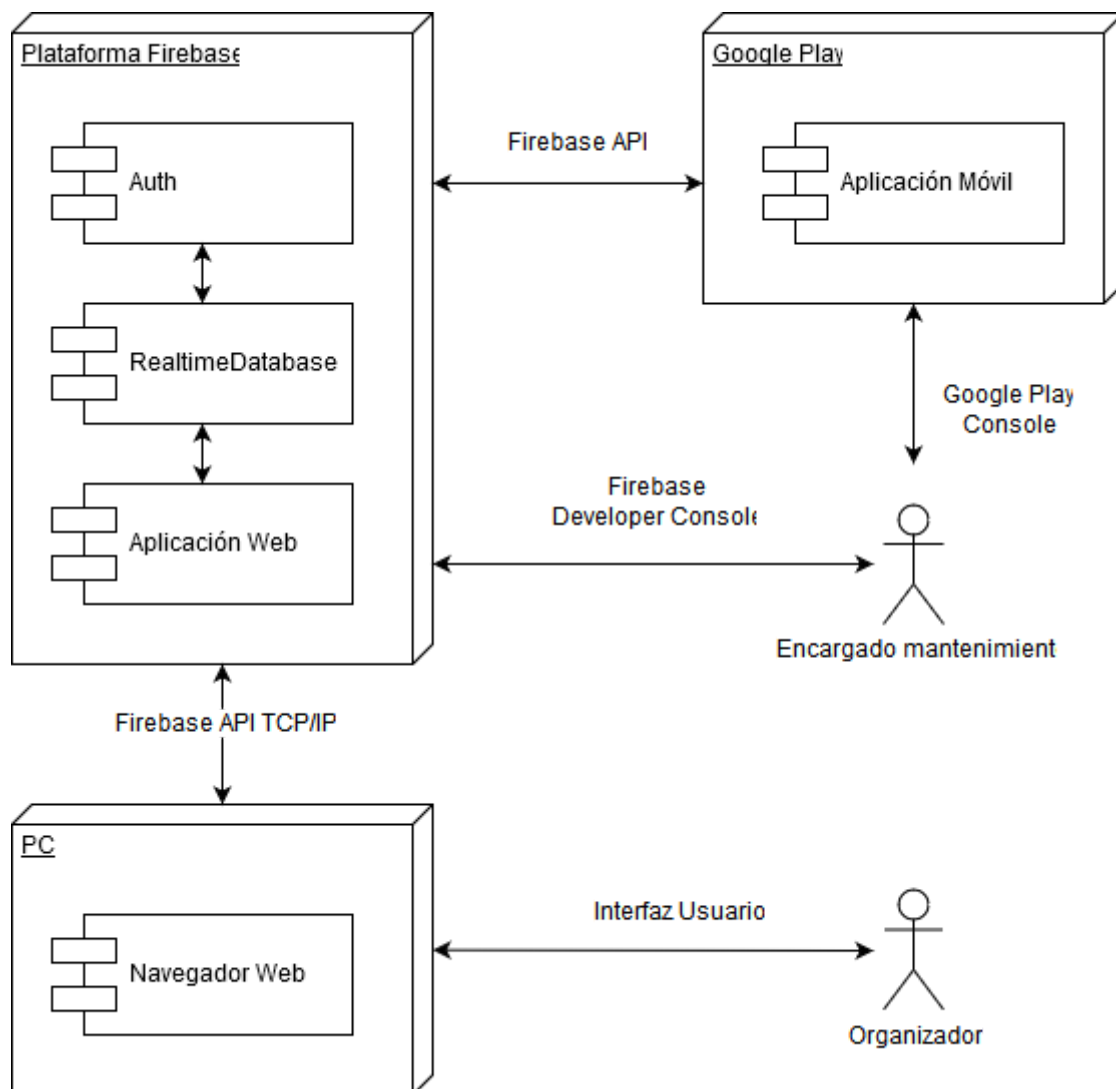 Plataforma Firebase
Google Play
Auth
Firebase API
Aplicación Móvil
RealtimeDatabase
Google Play
Console
Aplicación Web
Firebase
Developer Console
Encargado mantenimient
Firebase API TCP/IP
PC
Navegador Web
Interfaz Usuario
Organizador